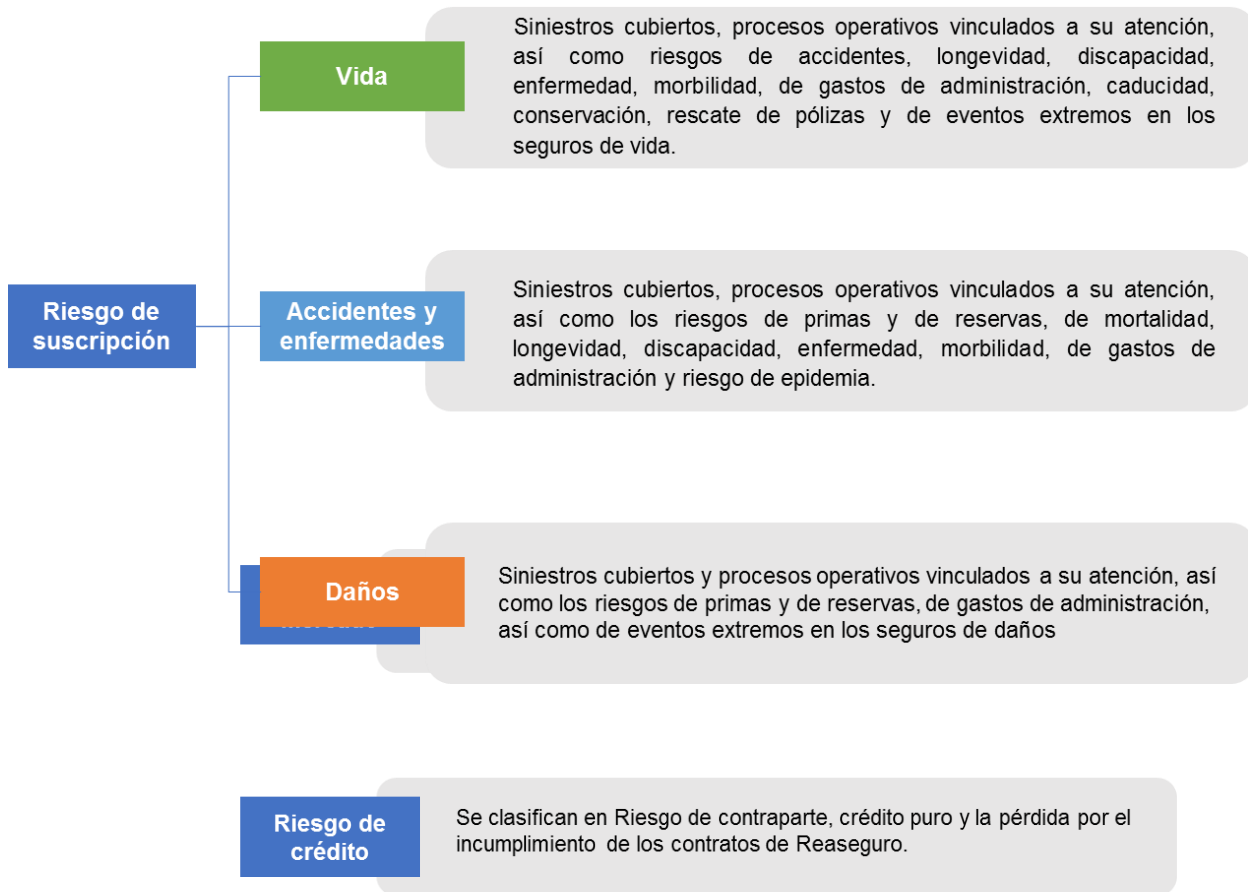 Vida
Siniestros cubiertos, procesos operativos vinculados a su atención,
así como riesgos de accidentes, longevidad, discapacidad,
enfermedad, morbilidad, de gastos de administración, caducidad,
conservación, rescate de pólizas y de eventos extremos en los
seguros de vida.
Riesgo de
suscripción
Accidentes y
enfermedades
Siniestros cubiertos, procesos operativos vinculados a su atención,
así como los riesgos de primas y de reservas, de mortalidad,
longevidad, discapacidad, enfermedad, morbilidad, de gastos de
administración y riesgo de epidemia.
Daños
Siniestros cubiertos y procesos operativos vinculados a su atención, así
como los riesgos de primas y de reservas, de gastos de administración,
así como de eventos extremos en los seguros de daños
Riesgo de
crédito
Se clasifican en Riesgo de contraparte, crédito puro y la pérdida por el
incumplimiento de los contratos de Reaseguro.